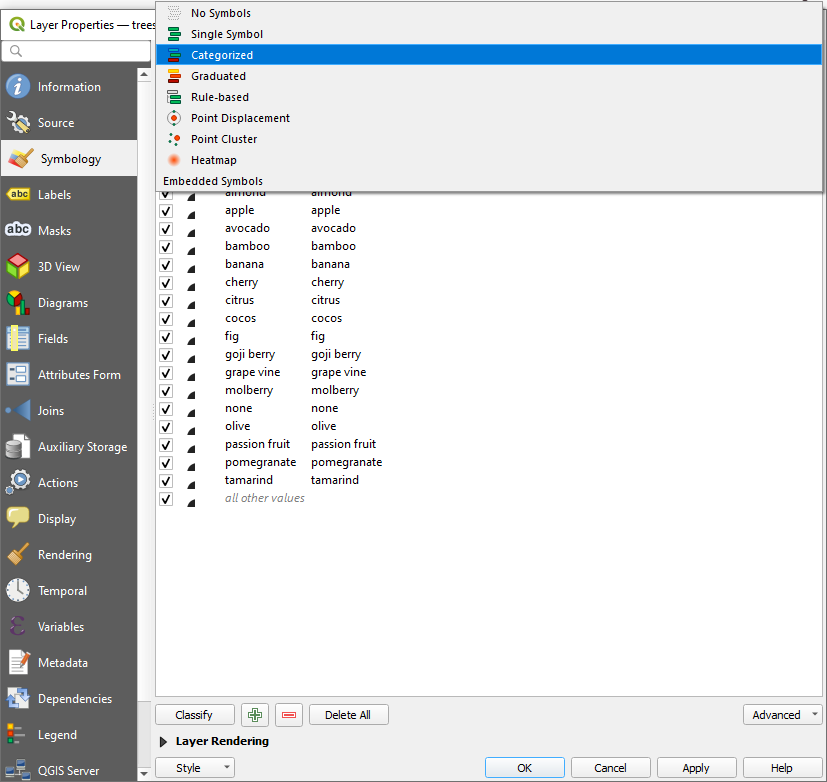 Layer Properties — trees
No Symbols
Single Symbol
Categorized
Graduated
Rule-based
Point Displacement
Point Cluster
Heatmap
Embedded Symbols
Information
Source
Symbology
abc Labels
abc Masks
3D View
Diagrams
Fields
Attributes Form
Joins
Auxiliary Storage
Actions
Display
Rendering
Temporal
Variables
Metadata
Dependencies
Legend
QGIS Server
almond almond
apple apple
avocado avocado
bamboo bamboo
banana banana
cherry cherry
citrus citrus
cocos cocos
fig fig
goji berry goji berry
grape vine grape vine
molberry molberry
none none
olive olive
passion fruit passion fruit
pomegranate pomegranate
tamarind tamarind
all other values
Classify Delete All Advanced
Layer Rendering
Style OK Cancel Apply Help